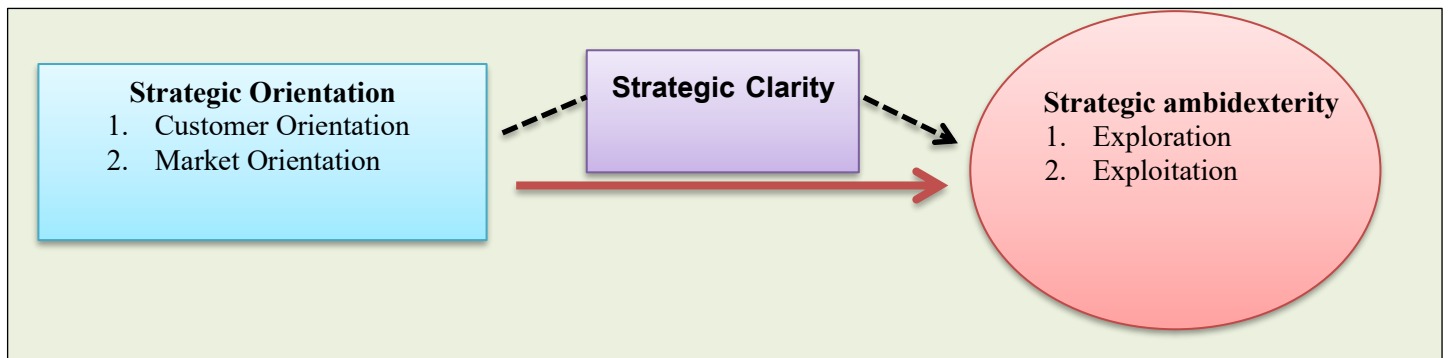 Strategic Orientation
1. Customer Orientation
2. Market Orientation
Strategic Clarity
Strategic ambidexterity
1. Exploration
2. Exploitation